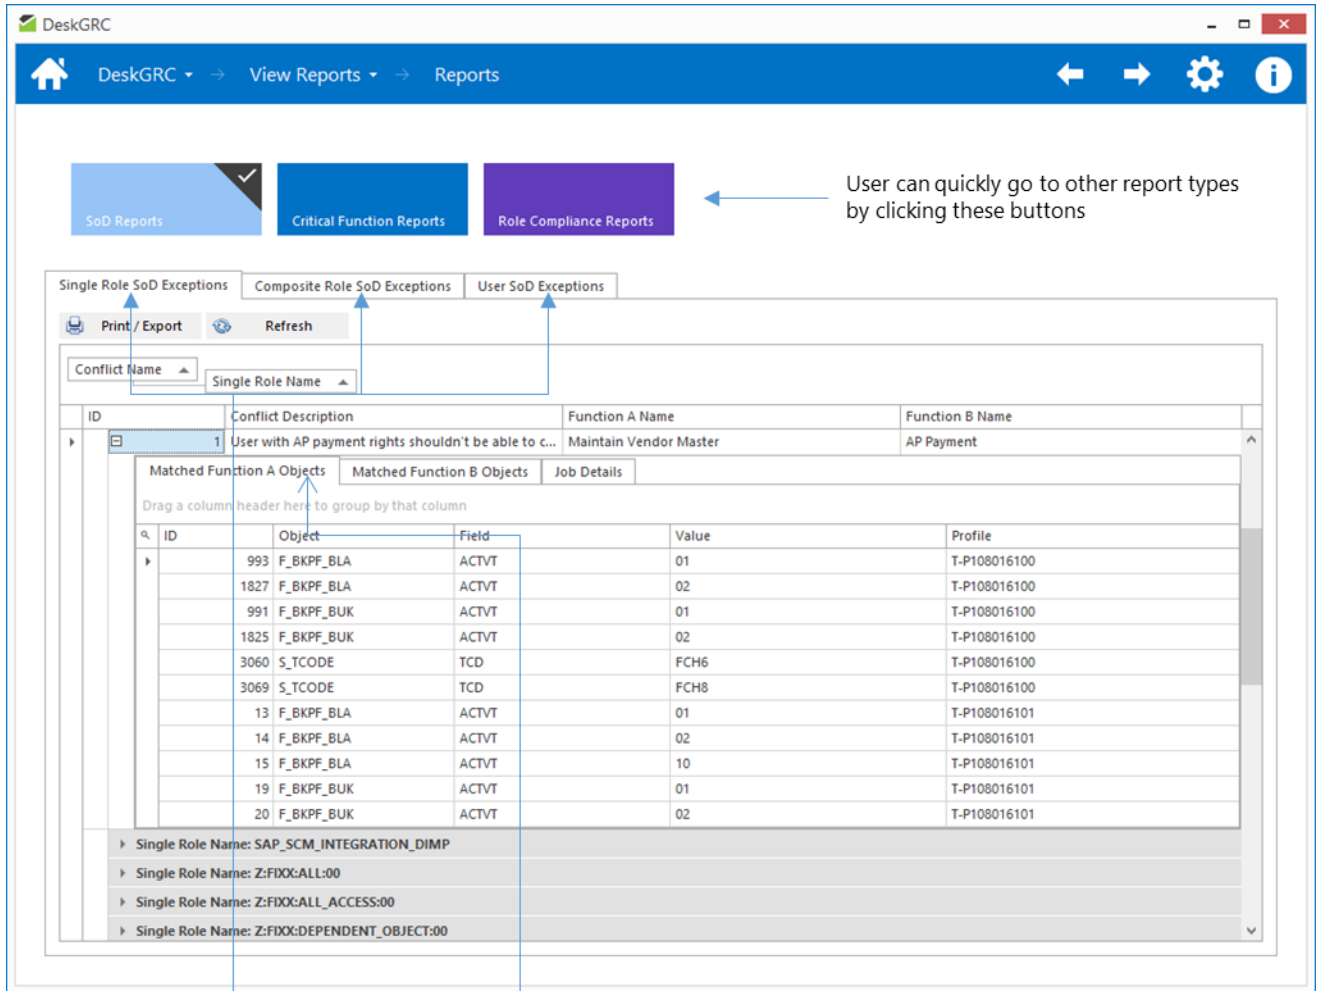 DeskGRC
DeskGRC View Reports Reports
SoD Reports Critical Function Reports Role Compliance Reports
User can quickly go to other report types
by clicking these buttons
Single Role SoD Exceptions Composite Role SoD Exceptions User SoD Exceptions
Print / Export Refresh
Conflict Name
Single Role Name
ID Conflict Description Function A Name Function B Name
1 User with AP payment rights shouldn't be able to c... Maintain Vendor Master AP Payment
Matched Function A Objects Matched Function B Objects Job Details
Drag a column header here to group by that column
ID Object Field Value Profile
993 F_BKPF_BLA ACTVT 01 T-P108016100
1827 F_BKPF_BLA ACTVT 02 T-P108016100
991 F_BKPF_BUK ACTVT 01 T-P108016100
1825 F_BKPF_BUK ACTVT 02 T-P108016100
3060 S_TCODE TCD FCH6 T-P108016100
3069 S_TCODE TCD FCH8 T-P108016100
13 F_BKPF_BLA ACTVT 01 T-P108016101
14 F_BKPF_BLA ACTVT 02 T-P108016101
15 F_BKPF_BLA ACTVT 10 T-P108016101
19 F_BKPF_BUK ACTVT 01 T-P108016101
20 F_BKPF_BUK ACTVT 02 T-P108016101
Single Role Name: SAP_SCM_INTEGRATION_DIMP
Single Role Name: Z:FIXX:ALL:00
Single Role Name: Z:FIXX:ALL_ACCESS:00
Single Role Name: Z:FIXX:DEPENDENT_OBJECT:00